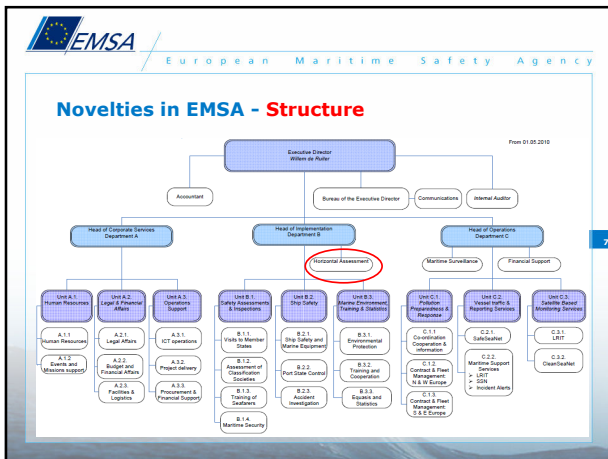 EMSA
European Maritime Safety Agency
Novelties in EMSA - Structure
From 01.05.2010
Executive Director
Willem de Ruiter
Accountant
Bureau of the Executive Director
Communications
Internal Auditor
Head of Corporate Services
Department A
Head of Implementation
Department B
Head of Operations
Department C
7
Horizontal Assessment
Maritime Surveillance
Financial Support
Unit A.1.
Human Resources
Unit A.2.
Legal & Financial
Affairs
Unit A.3.
Operations
Support
Unit B.1.
Safety Assessments
& Inspections
Unit B.2.
Ship Safety
Unit B.3.
Marine Environment,
Training & Statistics
Unit C.1.
Pollution
Preparedness &
Response
Unit C.2.
Vessel traffic &
Reporting Services
Unit C.3.
Satellite Based
Monitoring Services
A.1.1
Human Resources
A.1.2
Events and
Missions support
A.2.1.
Legal Affairs
A.2.2.
Budget and
Financial Affairs
A.2.3.
Facilities &
Logistics
A.3.1.
ICT operations
A.3.2.
Project delivery
A.3.3.
Procurement &
Financial Support
B.1.1.
Visits to Member
States
B.1.2.
Assessment of
Classification
Societies
B.1.3.
Training of
Seafarers
B.1.4.
Maritime Security
B.2.1.
Ship Safety and
Marine Equipment
B.2.2.
Port State Control
B.2.3.
Accident
Investigation
B.3.1.
Environmental
Protection
B.3.2.
Training and
Cooperation
B.3.3.
Equasis and
Statistics
C.1.1
Co-ordination
Cooperation &
information
C.1.2.
Contract & Fleet
Management:
N & W Europe
C.1.3.
Contract & Fleet
Management:
S & E Europe
C.2.1.
SafeSeaNet
C.2.2.
Maritime Support
Services
➢ LRIT
➢ SSN
➢ Incident Alerts
C.3.1.
LRIT
C.3.2.
CleanSeaNet